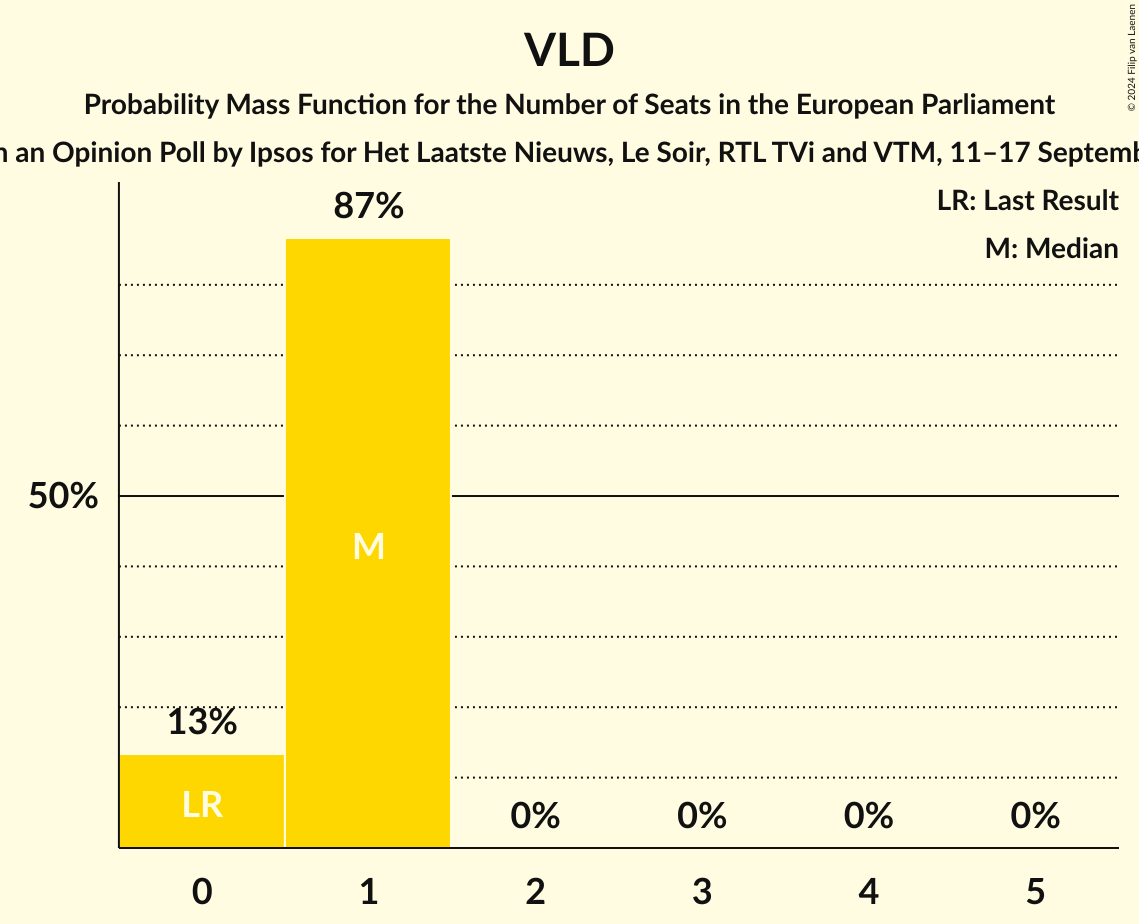 © 2024 Filip van Laenen
VLD
Probability Mass Function for the Number of Seats in the European Parliament
an Opinion Poll by Ipsos for Het Laatste Nieuws, Le Soir, RTL TVi and VTM, 11–17
LR: Last Result
M: Median
87%
50%
M
13%
LR
0% 0% 0% 0%
0 1 2 3 4 5